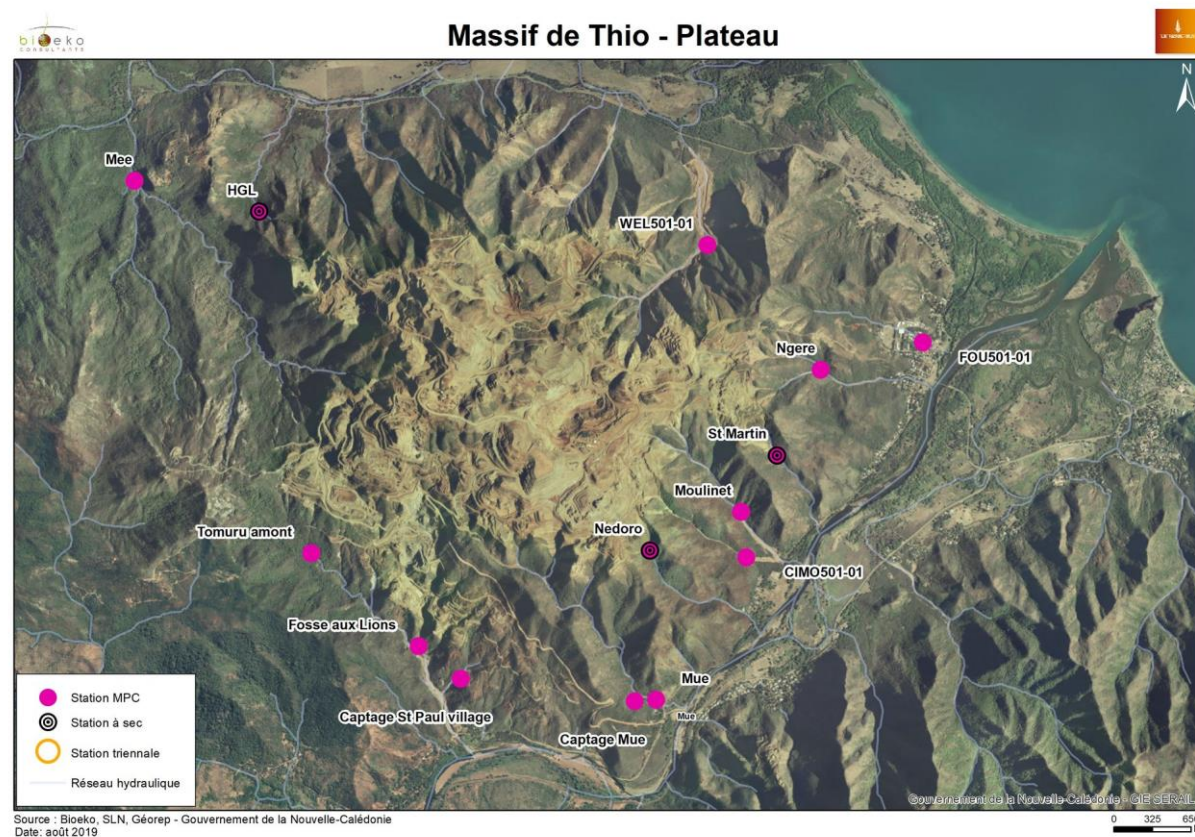 bioeko
CONSULTANTS
Massif de Thio - Plateau
N
Mee
HGL
WEL501-01
FOU501-01
Ngere
St Martin
Moulinet
Nedoro
CIMO501-01
Tomuru amont
Fosse aux Lions
Captage St Paul village
Mue
Mue
Captage Mue
Station MPC
Station à sec
Station triennale
Réseau hydraulique
Gouvernement de la Nouvelle-Calédonie - GIE SERAIL
Source : Bioeko, SLN, Géorep - Gouvernement de la Nouvelle-Calédonie
Date: août 2019
0 325 650